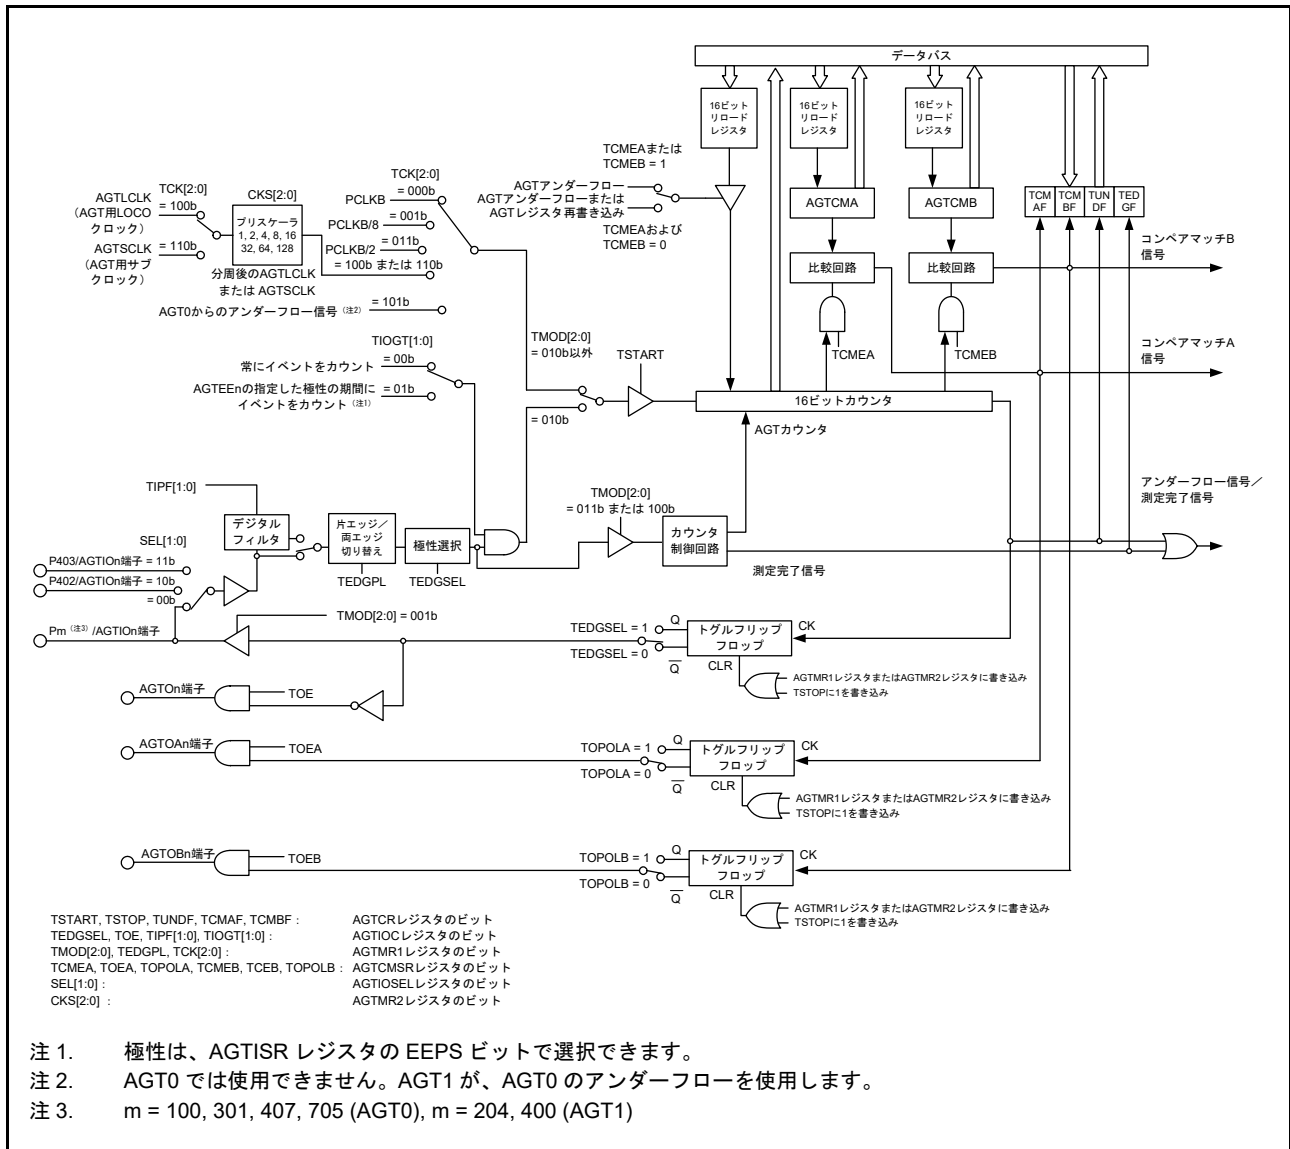 データバス
16ビット
リロード
レジスタ
16ビット
リロード
レジスタ
16ビット
リロード
レジスタ
TCMEAまたは
TCMEB = 1
AGTアンダーフロー
AGTアンダーフローまたは
AGTレジスタ再書き込み
TCMEAおよび
TCMEB = 0
TCK[2:0]
PCLKB
= 000b
PCLKB/8
= 001b
PCLKB/2
= 011b
= 100b または 110b
AGTLCLK
(AGT用LOCO
クロック)
TCK[2:0]
= 100b
AGTSCLK
(AGT用サブ
クロック)
= 110b
CKS[2:0]
プリスケーラ
1, 2, 4, 8, 16
32, 64, 128
分周後のAGTLCLK
または AGTSCLK
AGT0からのアンダーフロー信号 (注2)
= 101b
AGTCMA
AGTCMB
比較回路
比較回路
TCMEA
TCMEB
TCM
AF
TCM
BF
TUN
DF
TED
GF
コンペアマッチB
信号
コンペアマッチA
信号
TIOGT[1:0]
常にイベントをカウント
= 00b
AGTEEnの指定した極性の期間に
イベントをカウント (注1)
= 01b
TMOD[2:0]
= 010b以外
= 010b
TSTART
16ビットカウンタ
AGTカウンタ
TIPF[1:0]
デジタル
フィルタ
SEL[1:0]
P403/AGTIOn端子 = 11b
P402/AGTIOn端子 = 10b
= 00b
Pm (注3) /AGTIOn端子
片エッジ/
両エッジ
切り替え
TEDGPL
極性選択
TEDGSEL
TMOD[2:0]
= 011b または 100b
カウンタ
制御回路
測定完了信号
アンダーフロー信号/
測定完了信号
TMOD[2:0] = 001b
TEDGSEL = 1
TEDGSEL = 0
Q
Q
トグルフリップ
フロップ
CK
CLR
AGTMR1レジスタまたはAGTMR2レジスタに書き込み
TSTOPに1を書き込み
AGTOn端子
TOE
AGTOAn端子
TOEA
TOPOLA = 1
TOPOLA = 0
Q
Q
トグルフリップ
フロップ
CK
CLR
AGTMR1レジスタまたはAGTMR2レジスタに書き込み
TSTOPに1を書き込み
AGTOBn端子
TOEB
TOPOLB = 1
TOPOLB = 0
Q
Q
トグルフリップ
フロップ
CK
CLR
AGTMR1レジスタまたはAGTMR2レジスタに書き込み
TSTOPに1を書き込み
TSTART, TSTOP, TUNDF, TCMAF, TCMBF : AGTCRレジスタのビット
TEDGSEL, TOE, TIPF[1:0], TIOGT[1:0] : AGTIOCレジスタのビット
TMOD[2:0], TEDGPL, TCK[2:0] : AGTMR1レジスタのビット
TCMEA, TOEA, TOPOLA, TCMEB, TCEB, TOPOLB : AGTCMSRレジスタのビット
SEL[1:0] : AGTIOSELレジスタのビット
CKS[2:0] : AGTMR2レジスタのビット
注 1. 極性は、AGTISR レジスタの EEPS ビットで選択できます。
注 2. AGT0 では使用できません。AGT1 が、AGT0 のアンダーフローを使用します。
注 3. m = 100, 301, 407, 705 (AGT0), m = 204, 400 (AGT1)